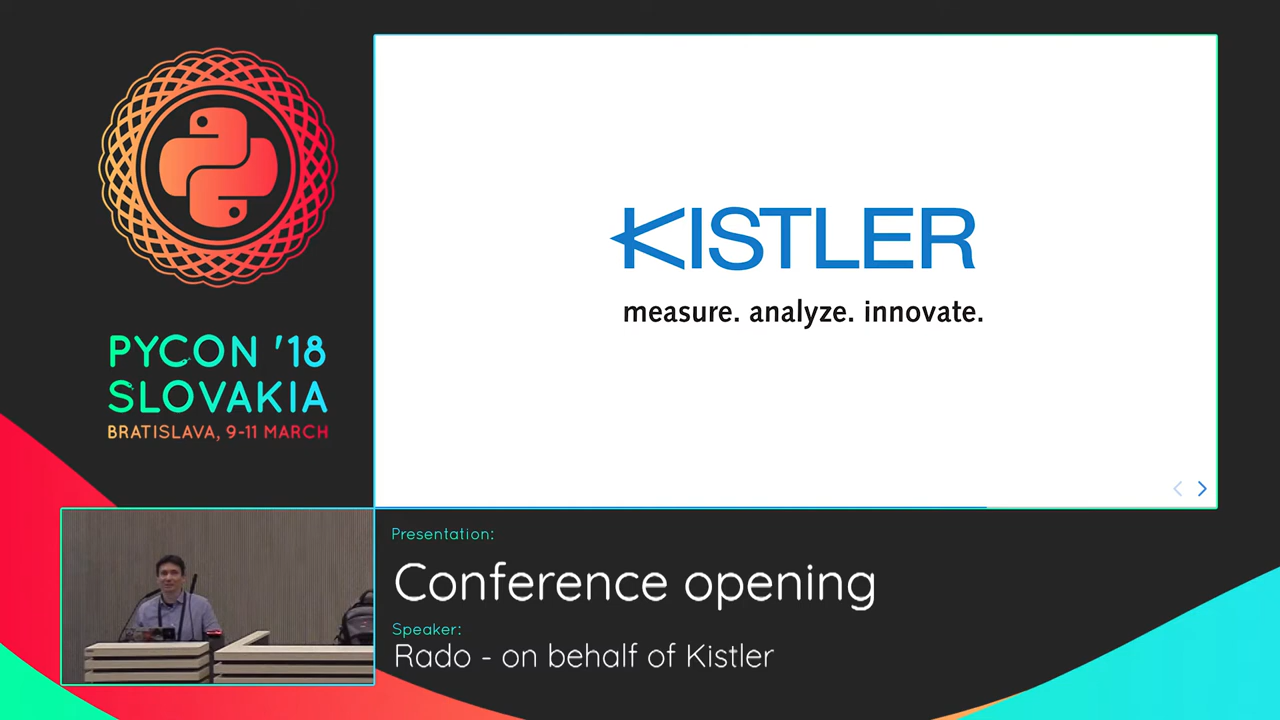 PYCON '18
SLOVAKIA
BRATISLAVA, 9-11 MARCH
KISTLER
measure. analyze. innovate.
Presentation:
Conference opening
Speaker:
Rado - on behalf of Kistler